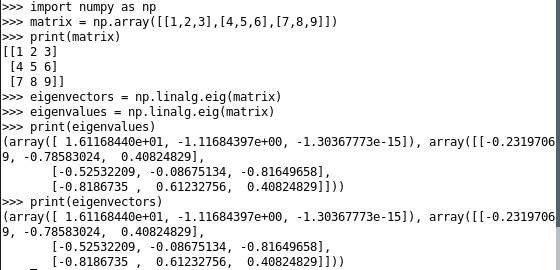 >>> import numpy as np
>>> matrix = np.array([[1,2,3],[4,5,6],[7,8,9]])
>>> print(matrix)
[[1 2 3]
 [4 5 6]
 [7 8 9]]
>>> eigenvectors = np.linalg.eig(matrix)
>>> eigenvalues = np.linalg.eig(matrix)
>>> print(eigenvalues)
(array([ 1.61168440e+01, -1.11684397e+00, -1.30367773e-15]), array([[-0.2319706
9, -0.78583024,  0.40824829],
       [-0.52532209, -0.08675134, -0.81649658],
       [-0.8186735 ,  0.61232756,  0.40824829]]))
>>> print(eigenvectors)
(array([ 1.61168440e+01, -1.11684397e+00, -1.30367773e-15]), array([[-0.2319706
9, -0.78583024,  0.40824829],
       [-0.52532209, -0.08675134, -0.81649658],
       [-0.8186735 ,  0.61232756,  0.40824829]]))